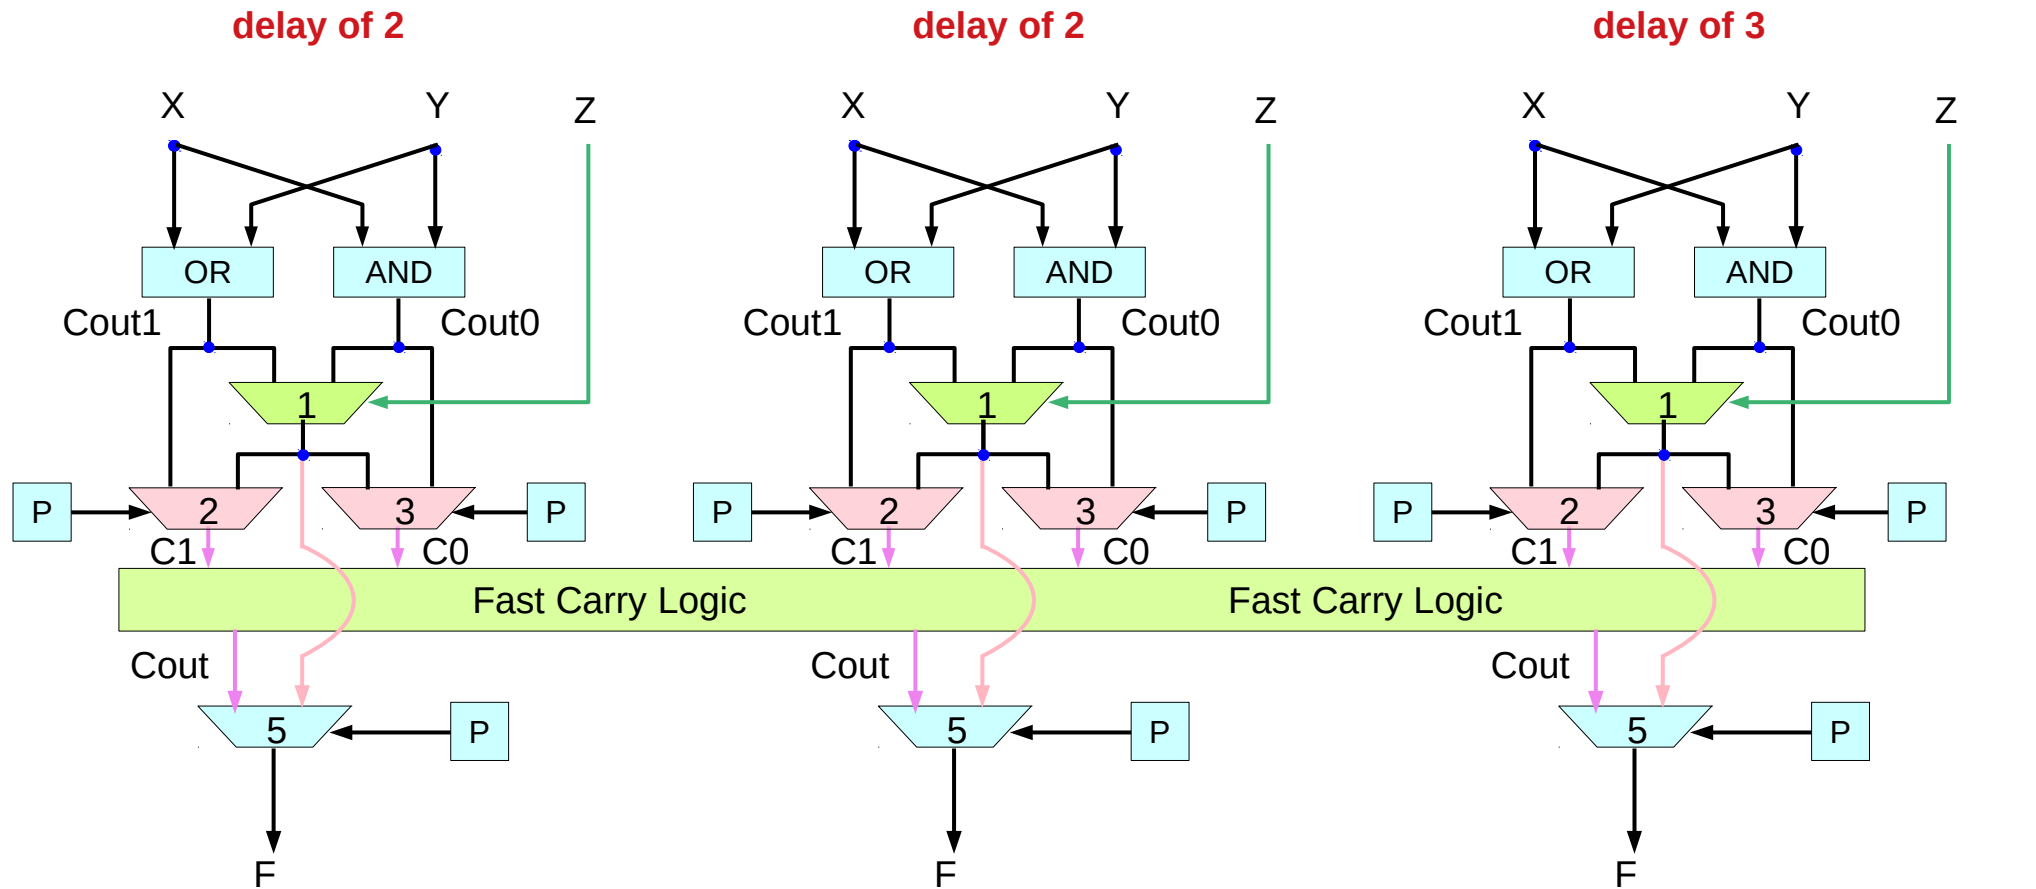 delay of 2 delay of 2 delay of 3
X Y Z X Y Z X Y Z
OR AND OR AND OR AND
Cout1 Cout0 Cout1 Cout0 Cout1 Cout0
1 1 1
P 2 3 P P 2 3 P P 2 3 P
C1 C0 C1 C0 C1 C0
Fast Carry Logic Fast Carry Logic
Cout Cout Cout
5 P 5 P 5 P
F F F